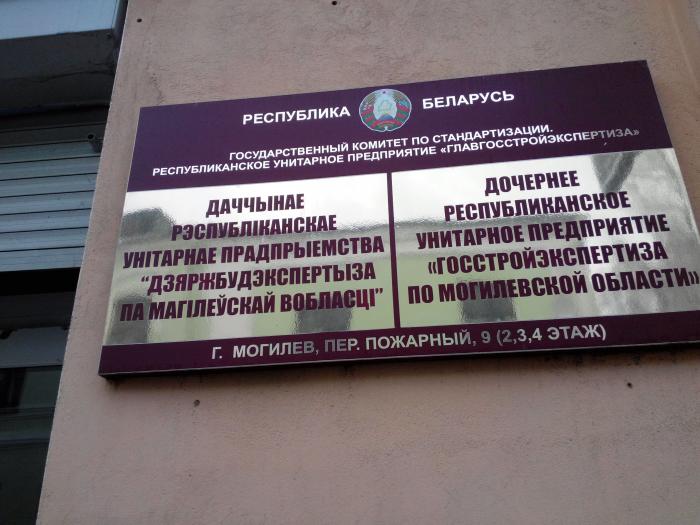 РЕСПУБЛИКА БЕЛАРУСЬ
ГОСУДАРСТВЕННЫЙ КОМИТЕТ ПО СТАНДАРТИЗАЦИИ.
РЕСПУБЛИКАНСКОЕ УНИТАРНОЕ ПРЕДПРИЯТИЕ «ГЛАВГОССТРОЙЭКСПЕРТИЗА»
ДАЧЧЫНАЕ
РЭСПУБЛІКАНСКАЕ
УНІТАРНАЕ ПРАДПРЫЕМСТВА
“ДЗЯРЖБУДЭКСПЕРТЫЗА
ПА МАГІЛЕЎСКАЙ ВОБЛАСЦІ”
ДОЧЕРНЕЕ
РЕСПУБЛИКАНСКОЕ
УНИТАРНОЕ ПРЕДПРИЯТИЕ
«ГОССТРОЙЭКСПЕРТИЗА
ПО МОГИЛЕВСКОЙ ОБЛАСТИ»
Г. МОГИЛЕВ, ПЕР. ПОЖАРНЫЙ, 9 (2,3,4 ЭТАЖ)